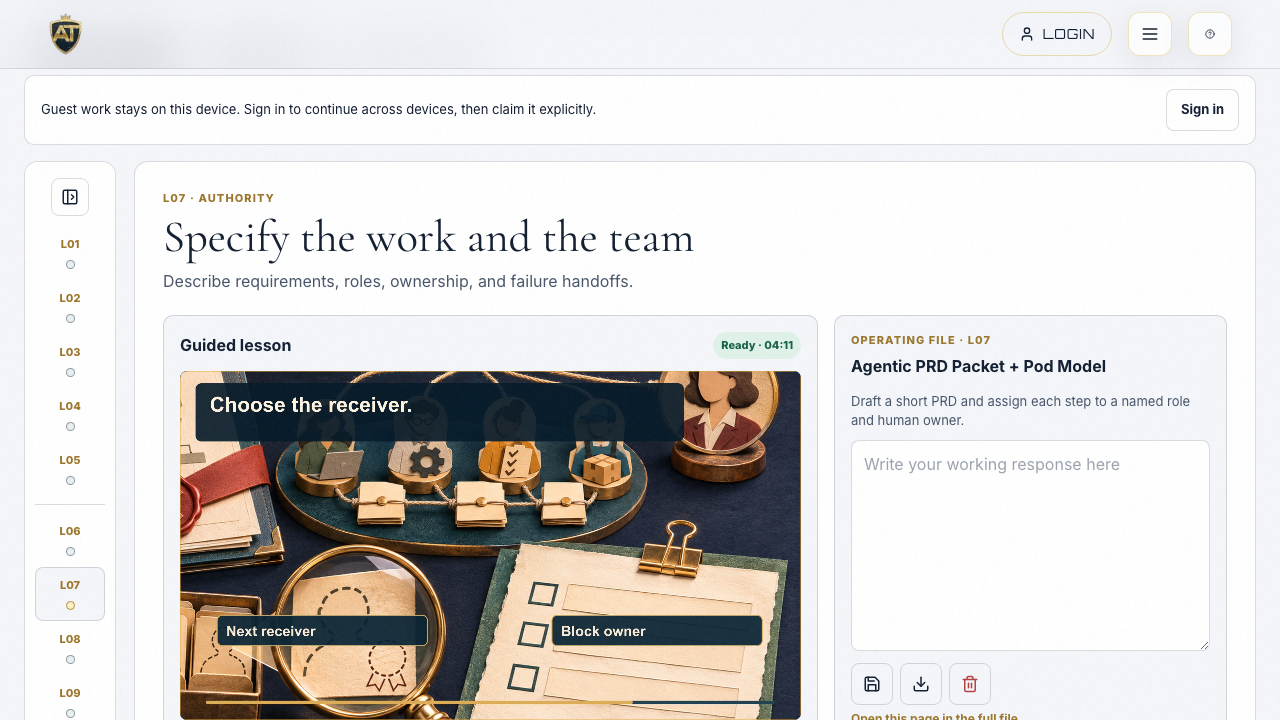 AT
LOGIN
Guest work stays on this device. Sign in to continue across devices, then claim it explicitly.
Sign in
L01
L02
L03
L04
L05
L06
L07
L08
L09
L07 · AUTHORITY
Specify the work and the team
Describe requirements, roles, ownership, and failure handoffs.
Guided lesson
Ready · 04:11
Choose the receiver.
Next receiver
Block owner
OPERATING FILE · L07
Agentic PRD Packet + Pod Model
Draft a short PRD and assign each step to a named role
and human owner.
Write your working response here
Open this page in the full file